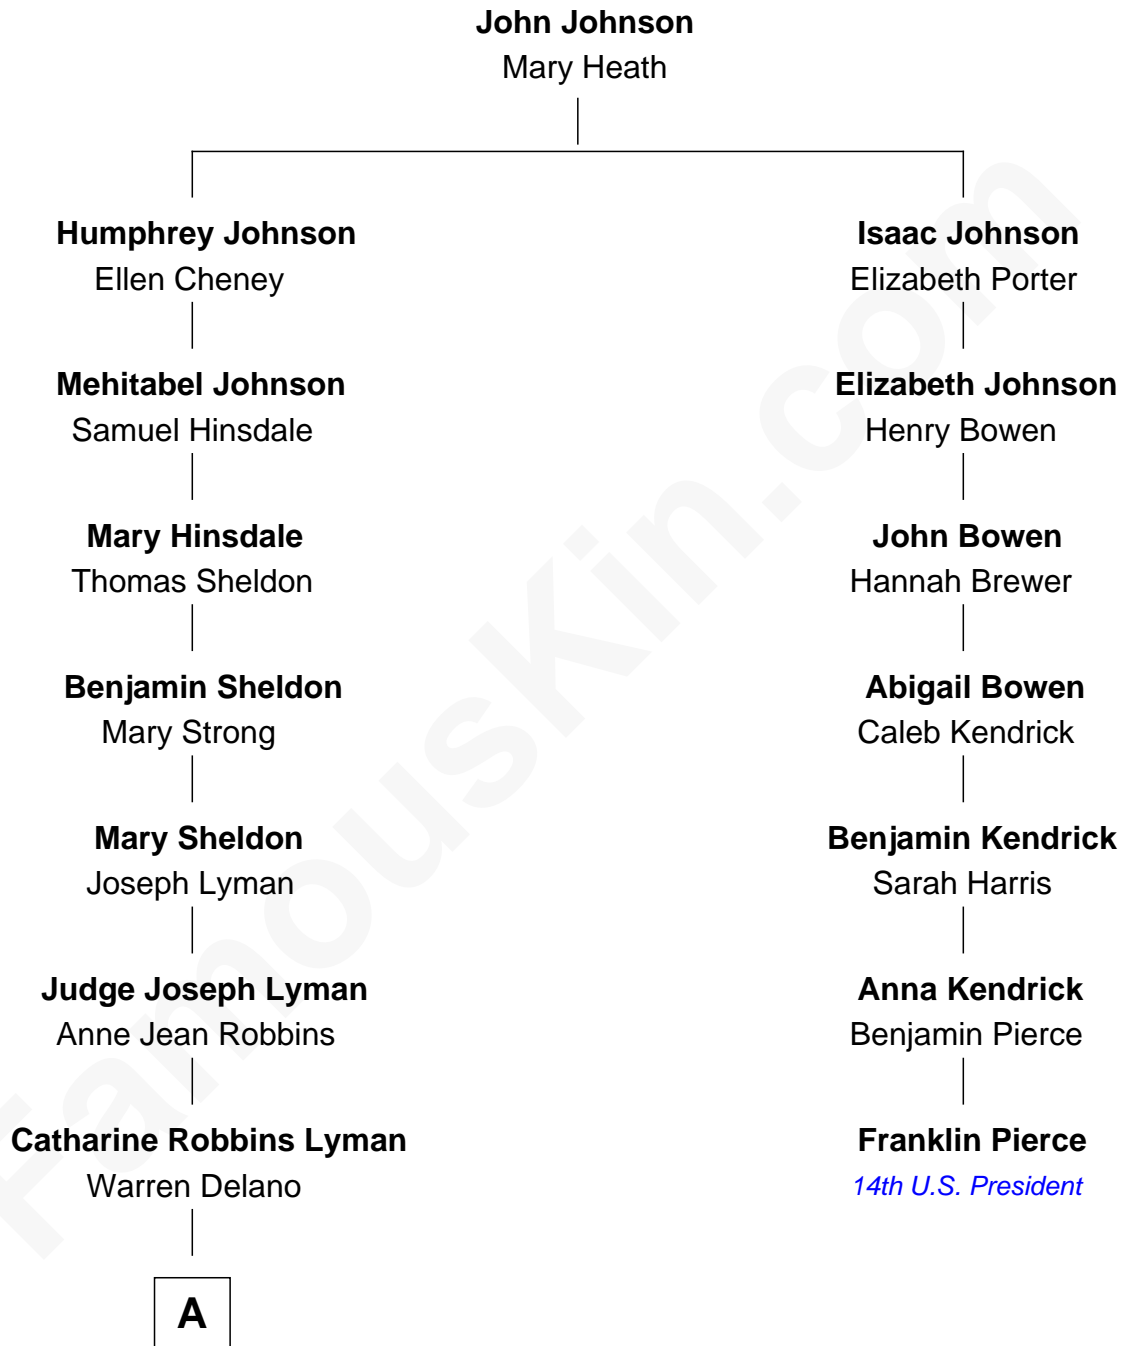 John Johnson
Mary Heath
Humphrey Johnson
Ellen Cheney
Isaac Johnson
Elizabeth Porter
Mehitabel Johnson
Samuel Hinsdale
Elizabeth Johnson
Henry Bowen
Mary Hinsdale
Thomas Sheldon
John Bowen
Hannah Brewer
Benjamin Sheldon
Mary Strong
Abigail Bowen
Caleb Kendrick
Mary Sheldon
Joseph Lyman
Benjamin Kendrick
Sarah Harris
Judge Joseph Lyman
Anne Jean Robbins
Anna Kendrick
Benjamin Pierce
Catharine Robbins Lyman
Warren Delano
Franklin Pierce
14th U.S. President
A
FamousKin.com